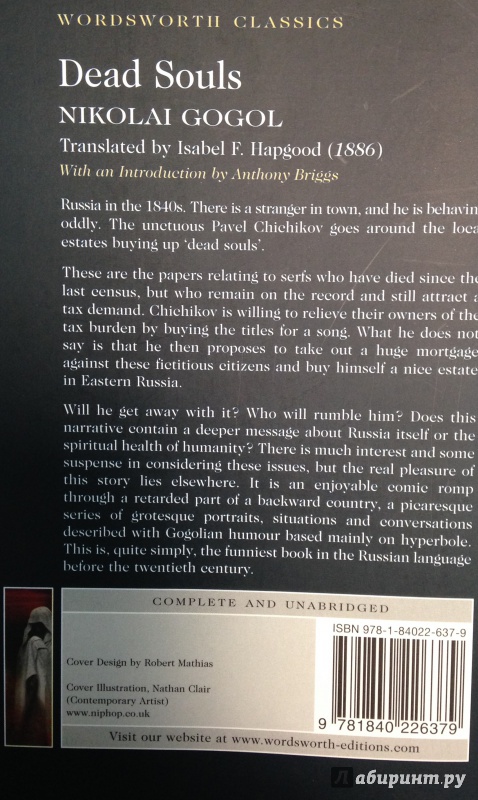 WORDSWORTH CLASSICS
Dead Souls
NIKOLAI GOGOL
Translated by Isabel F. Hapgood (1886)
With an Introduction by Anthony Briggs
Russia in the 1840s. There is a stranger in town, and he is behavin
oddly. The unctuous Pavel Chichikov goes around the loca
estates buying up ‘dead souls’.
These are the papers relating to serfs who have died since the
last census, but who remain on the record and still attract a
tax demand. Chichikov is willing to relieve their owners of the
tax burden by buying the titles for a song. What he does not
say is that he then proposes to take out a huge mortgage
against these fictitious citizens and buy himself a nice estate
in Eastern Russia.
Will he get away with it? Who will rumble him? Does this
narrative contain a deeper message about Russia itself or the
spiritual health of humanity? There is much interest and some
suspense in considering these issues, but the real pleasure of
this story lies elsewhere. It is an enjoyable comic romp
through a retarded part of a backward country, a picaresque
series of grotesque portraits, situations and conversations
described with Gogolian humour based mainly on hyperbole.
This is, quite simply, the funniest book in the Russian language
before the twentieth century.
COMPLETE AND UNABRIDGED
ISBN 978-1-84022-637-9
Cover Design by Robert Mathias
Cover Illustration, Nathan Clair
(Contemporary Artist)
www.niphop.co.uk
9 781840 226379
Visit our website at www.wordsworth-editions.com
Лабиринт.ру